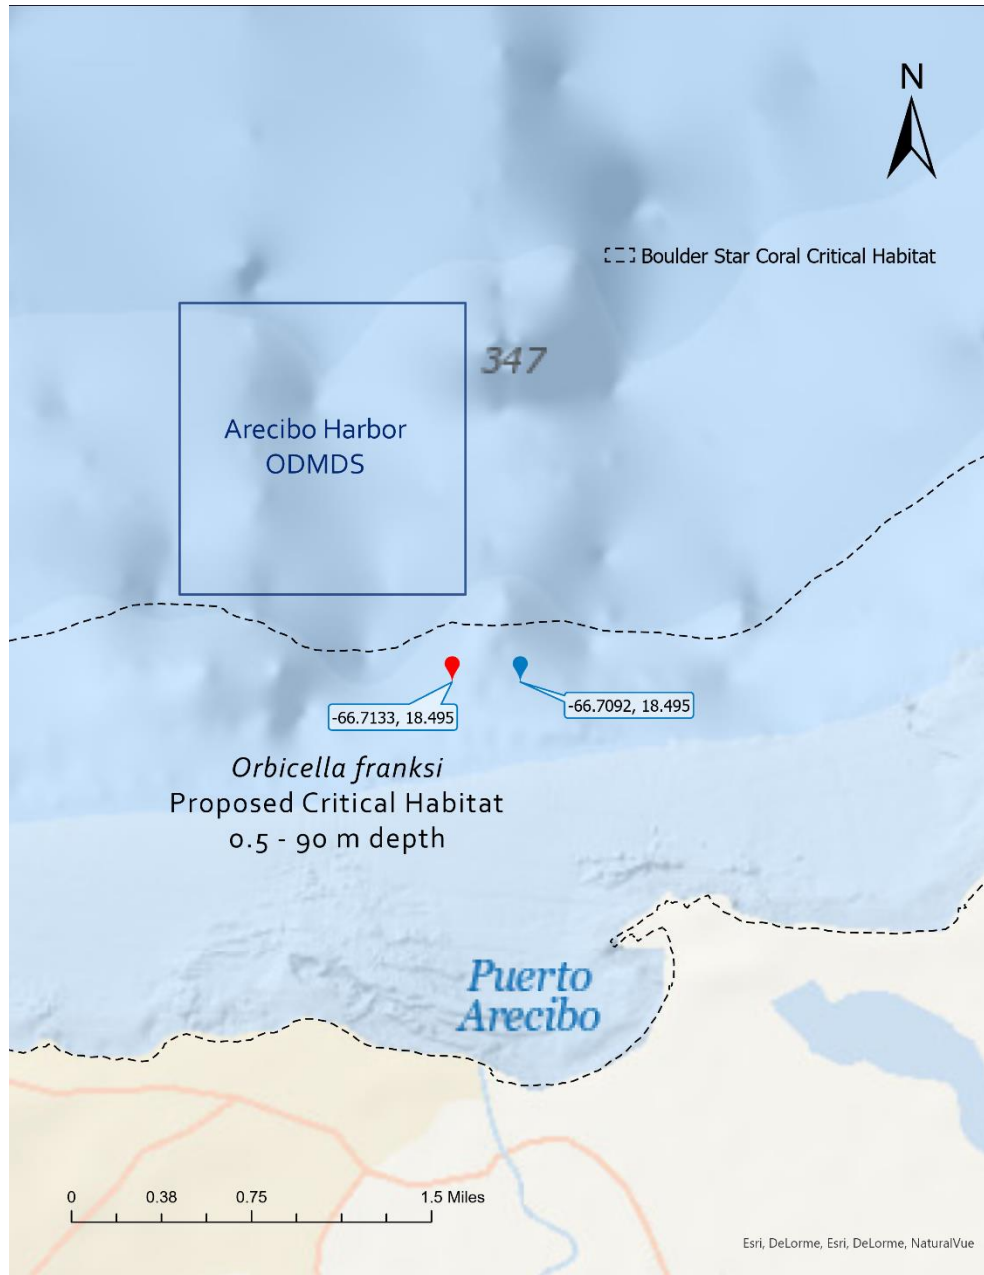 N
Boulder Star Coral Critical Habitat
347
Arecibo Harbor
ODMDS
-66.7133, 18.495
-66.7092, 18.495
Orbicella franksi
Proposed Critical Habitat
0.5 - 90 m depth
Puerto
Arecibo
0 0.38 0.75 1.5 Miles
Esri, DeLorme, Esri, DeLorme, NaturalVue